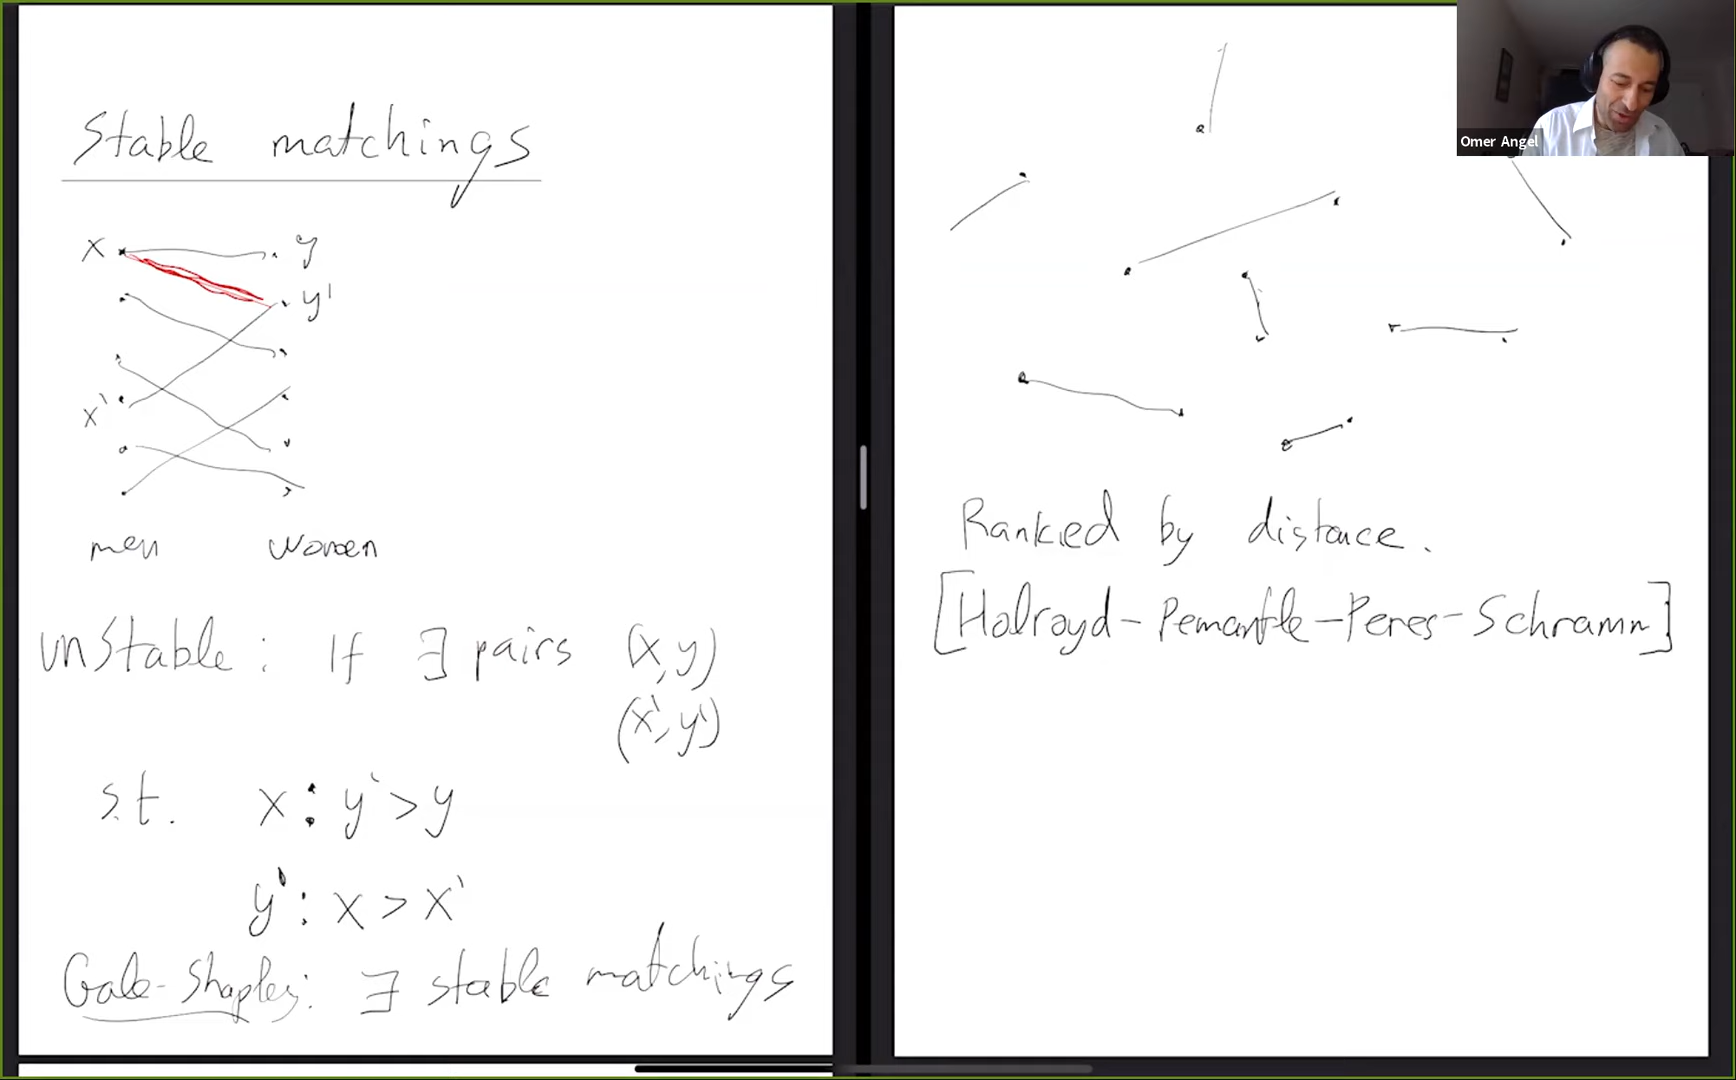 Stable matchings
x y
y'
x'
men women
unstable : If ∃ pairs (x,y)
(x',y')
s.t. x : y' > y
y' : x > x'
Gale-Shapley: ∃ stable matchings
Omer Angel
Ranked by distance.
[Holroyd-Pemantle-Peres-Schramm]